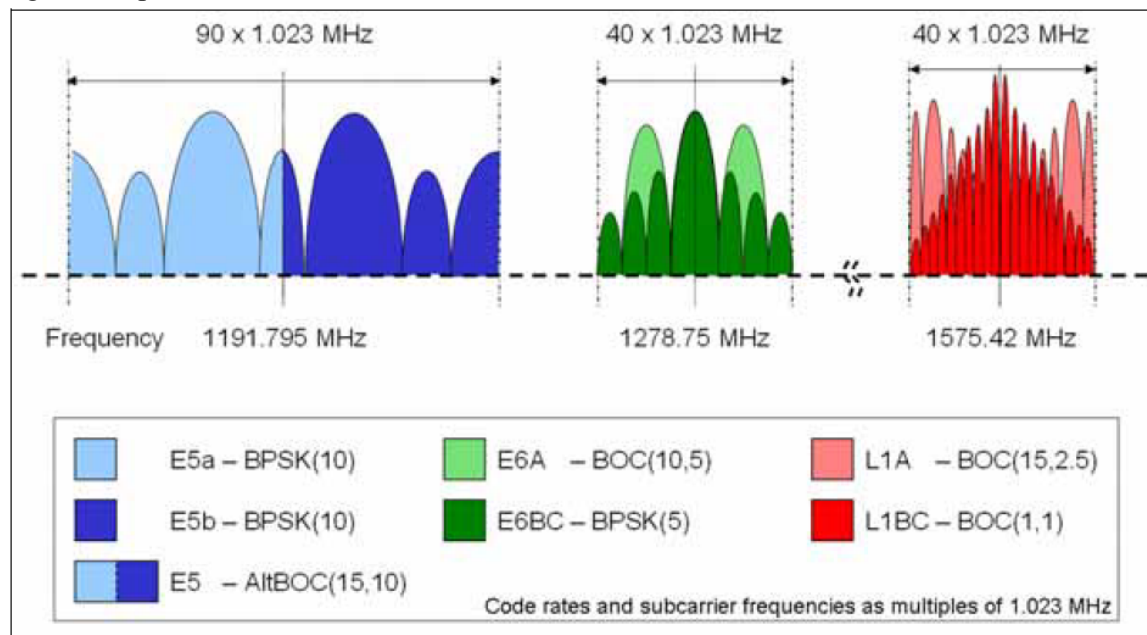 90 x 1.023 MHz
40 x 1.023 MHz
40 x 1.023 MHz
Frequency
1191.795 MHz
1278.75 MHz
1575.42 MHz
E5a – BPSK(10)
E6A – BOC(10,5)
L1A – BOC(15,2.5)
E5b – BPSK(10)
E6BC – BPSK(5)
L1BC – BOC(1,1)
E5 – AltBOC(15,10)
Code rates and subcarrier frequencies as multiples of 1.023 MHz